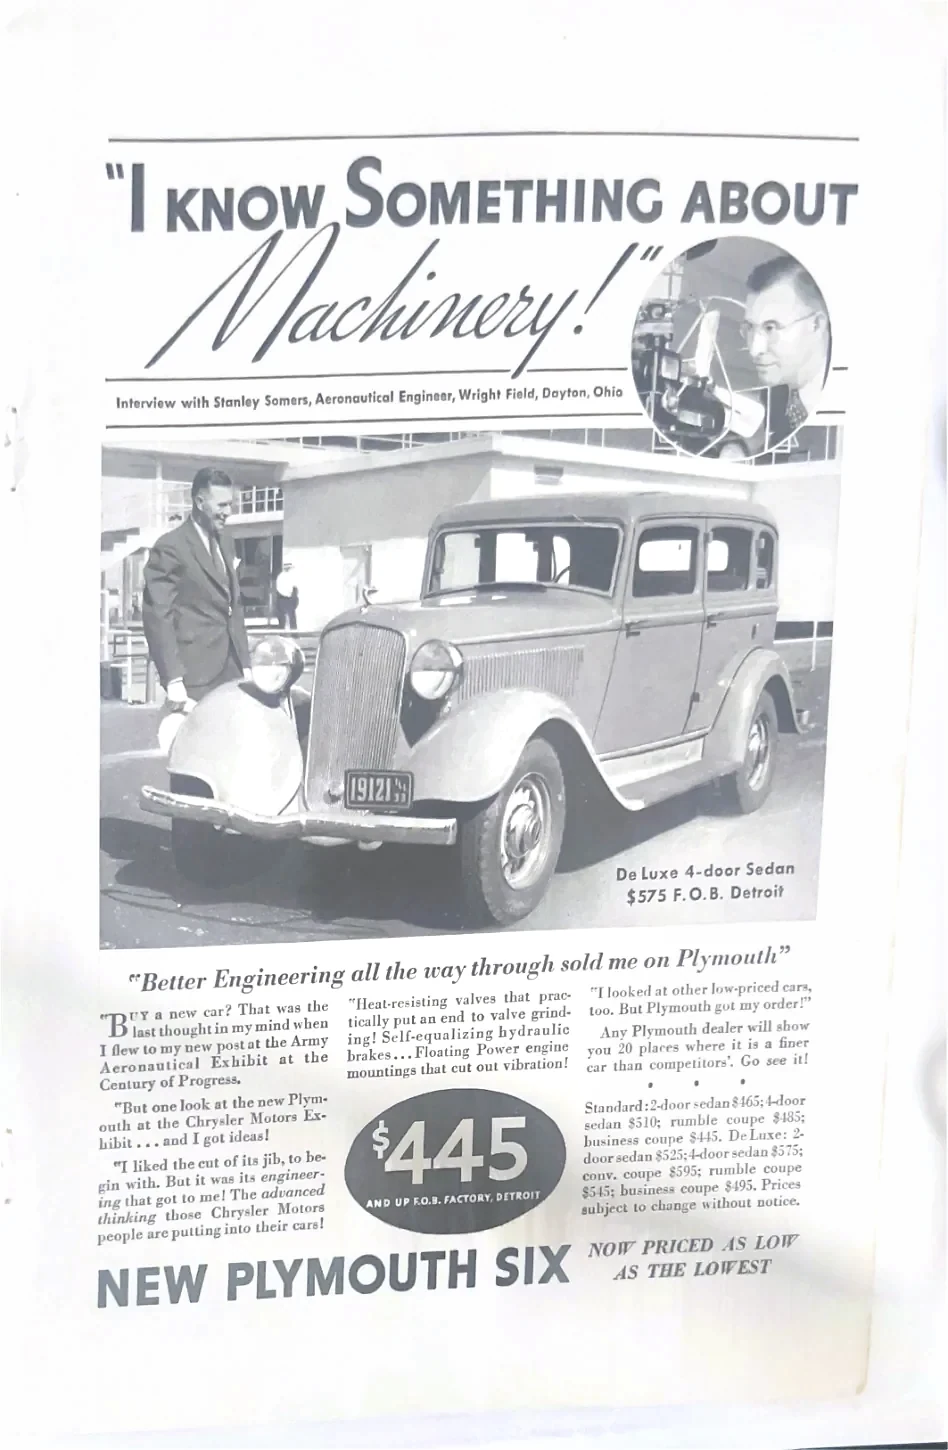 "I KNOW SOMETHING ABOUT
Machinery!"
Interview with Stanley Somers, Aeronautical Engineer, Wright Field, Dayton, Ohio
19121
33
De Luxe 4-door Sedan
$575 F.O.B. Detroit
"Better Engineering all the way through sold me on Plymouth"
"BUY a new car? That was the
last thought in my mind when
I flew to my new post at the Army
Aeronautical Exhibit at the
Century of Progress.
"But one look at the new Plym-
outh at the Chrysler Motors Ex-
hibit . . . and I got ideas!
"I liked the cut of its jib, to be-
gin with. But it was its engineer-
ing that got to me! The advanced
thinking those Chrysler Motors
people are putting into their cars!
"Heat-resisting valves that prac-
tically put an end to valve grind-
ing! Self-equalizing hydraulic
brakes . . . Floating Power engine
mountings that cut out vibration!
$445
AND UP F.O.B. FACTORY, DETROIT
"I looked at other low-priced cars,
too. But Plymouth got my order!"
Any Plymouth dealer will show
you 20 places where it is a finer
car than competitors'. Go see it!
• • •
Standard: 2-door sedan $465; 4-door
sedan $510; rumble coupe $485;
business coupe $445. De Luxe: 2-
door sedan $525; 4-door sedan $575;
conv. coupe $595; rumble coupe
$545; business coupe $495. Prices
subject to change without notice.
NEW PLYMOUTH SIX
NOW PRICED AS LOW
AS THE LOWEST